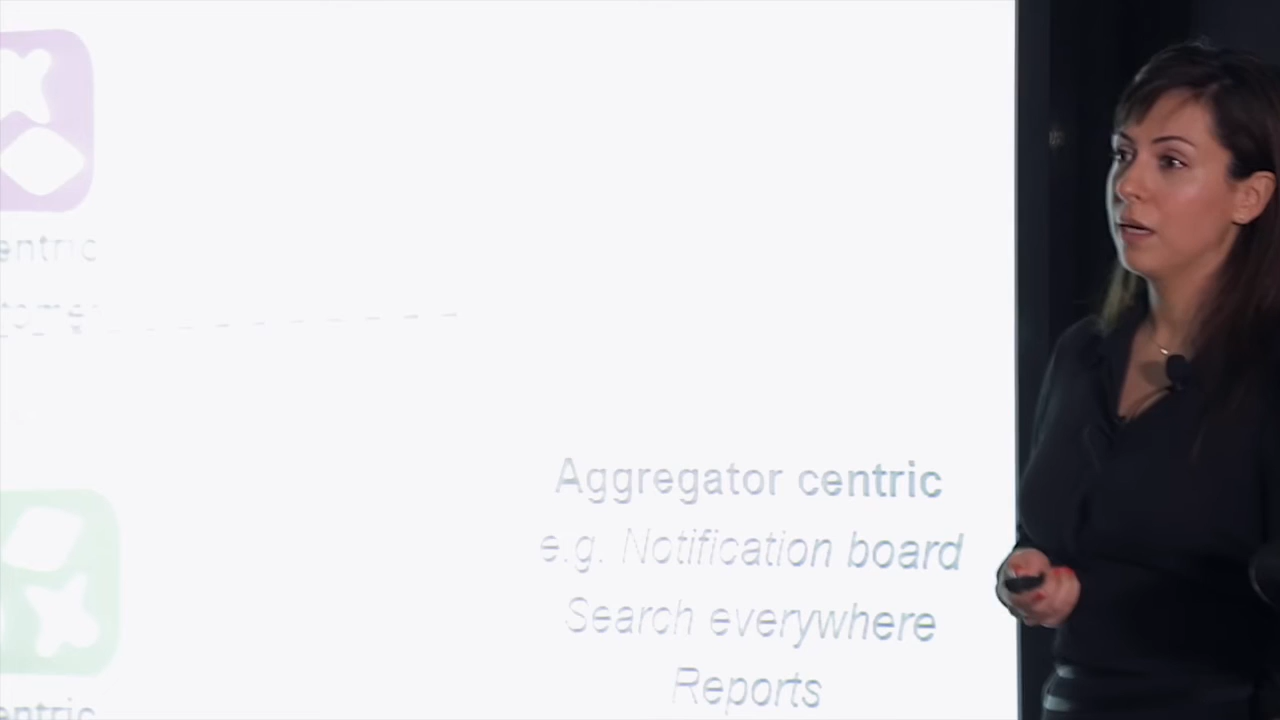 Aggregator centric
e.g. Notification board
Search everywhere
Reports